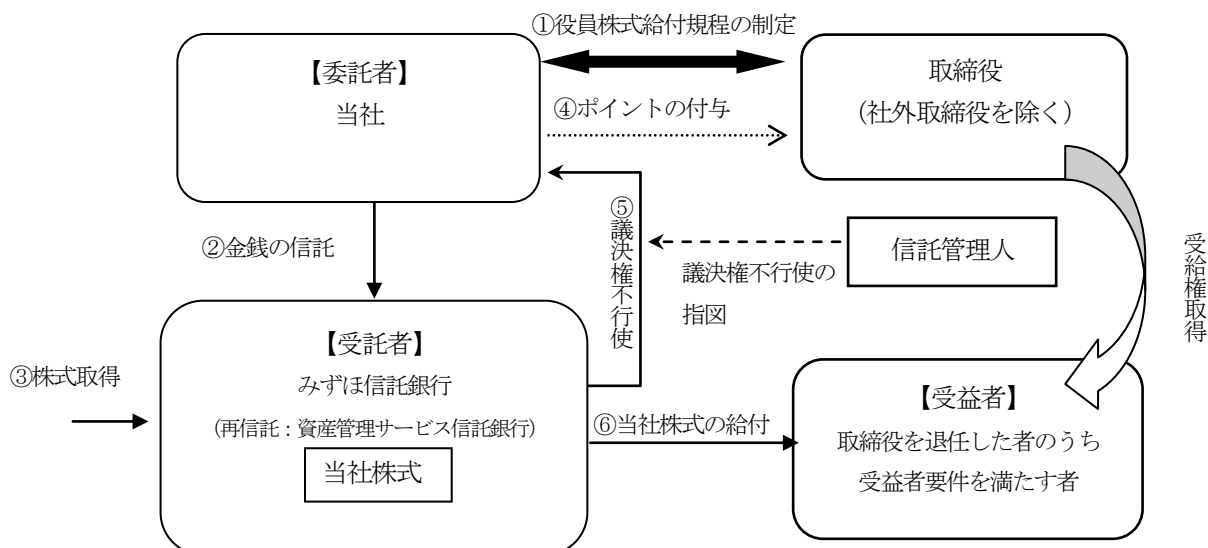 ①役員株式給付規程の制定
【委託者】
当社
取締役
（社外取締役を除く）
④ポイントの付与
⑤議決権不行使
②金銭の信託
信託管理人
議決権不行使の
指図
受給権取得
【受託者】
みずほ信託銀行
（再信託：資産管理サービス信託銀行）
当社株式
③株式取得
⑥当社株式の給付
【受益者】
取締役を退任した者のうち
受益者要件を満たす者